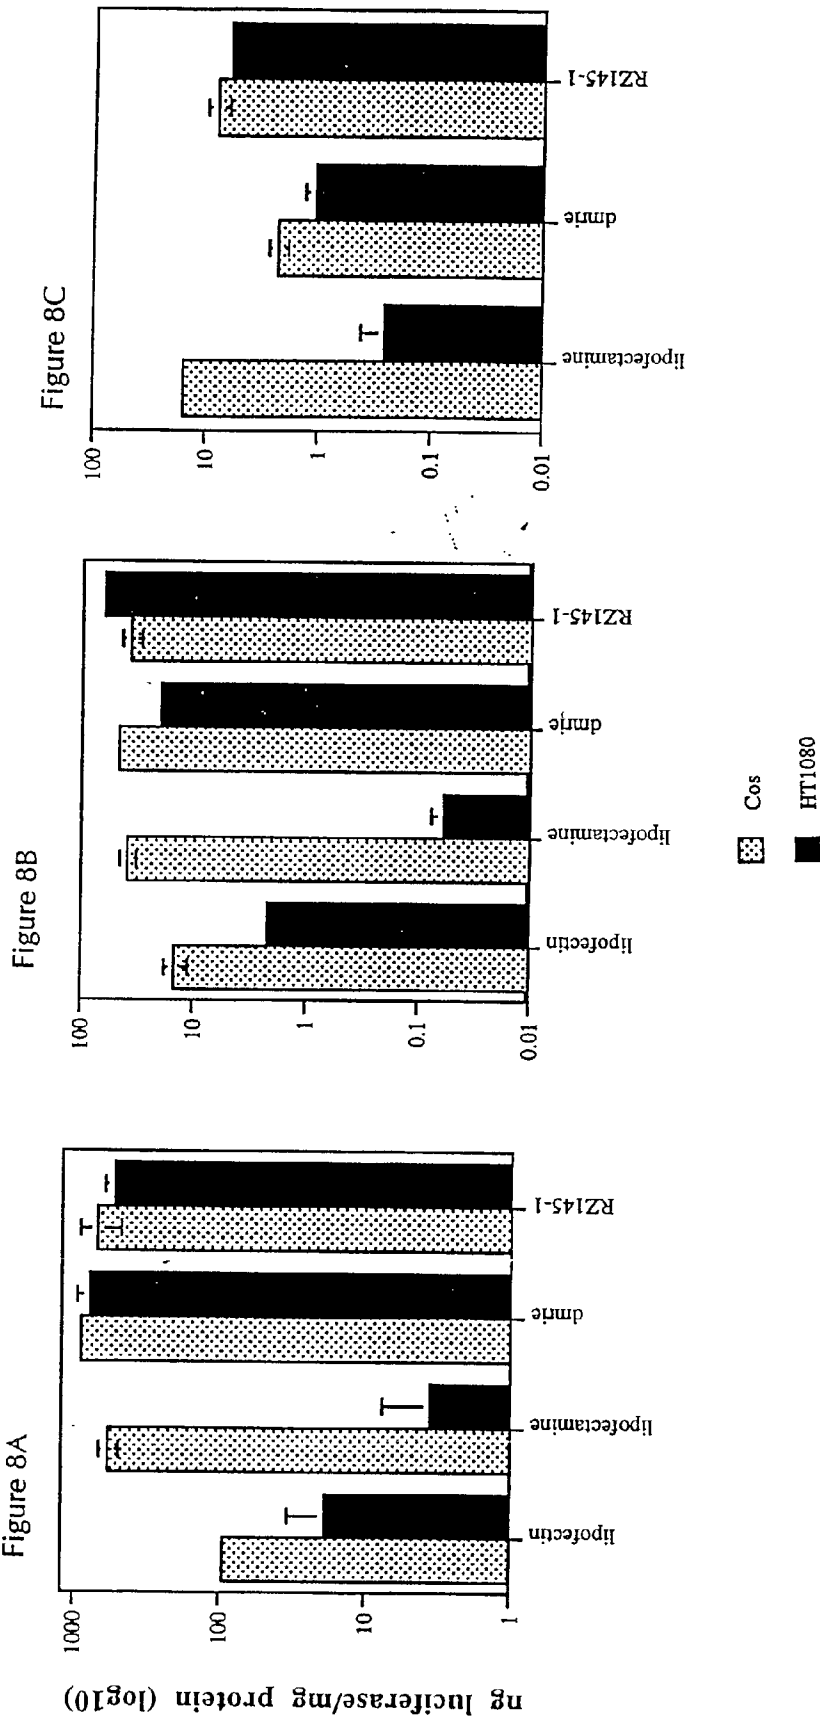 Figure 8A
ng luciferase/mg protein (log10)
1000
100
10
1
lipofectin
lipofectamine
dmrie
RZ145-1
Figure 8B
100
10
1
0.1
0.01
lipofectin
lipofectamine
dmrie
RZ145-1
Figure 8C
100
10
1
0.1
0.01
lipofectamine
dmrie
RZ145-1
Cos
HT1080